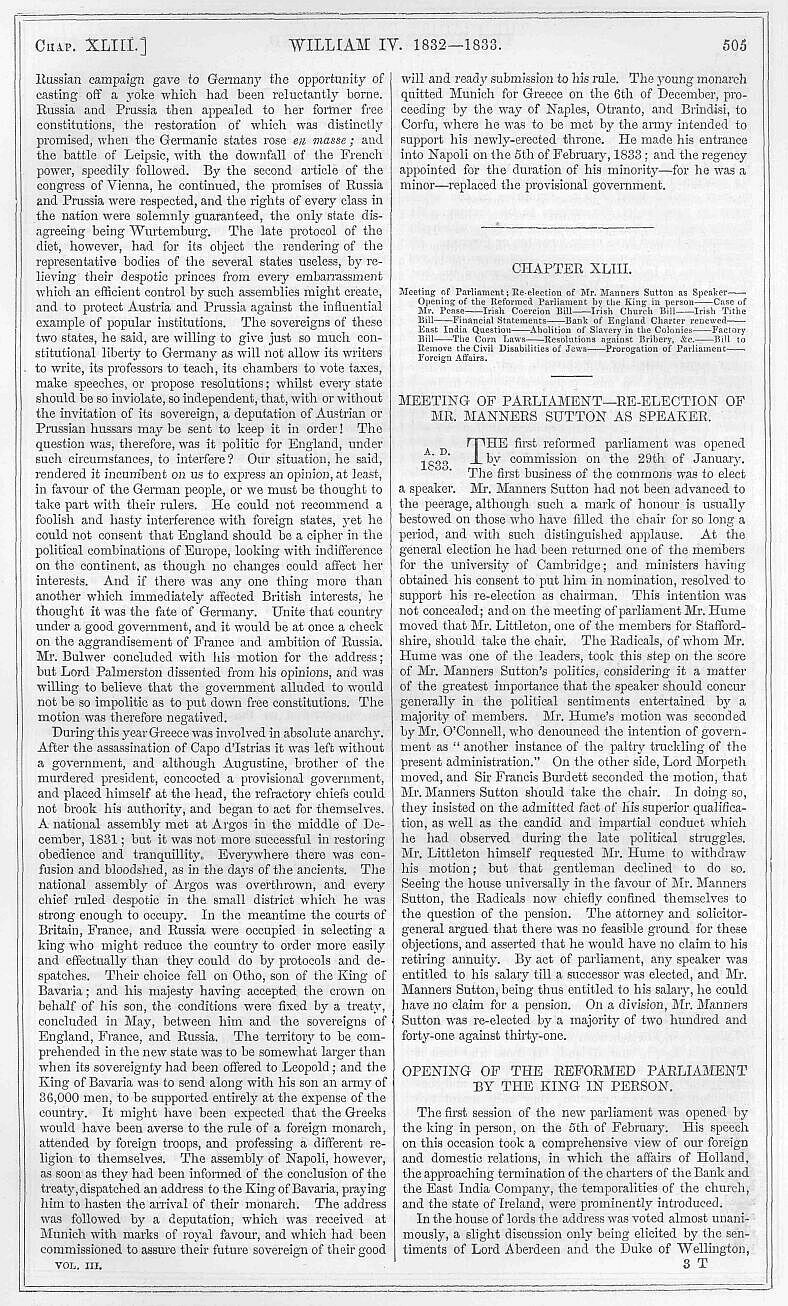 CHAP. XLIII.]
WILLIAM IV. 1832—1833.
505
Russian campaign gave to Germany the opportunity of
casting off a yoke which had been reluctantly borne.
Russia and Prussia then appealed to her former free
constitutions, the restoration of which was distinctly
promised, when the Germanic states rose en masse; and
the battle of Leipsic, with the downfall of the French
power, speedily followed. By the second article of the
congress of Vienna, he continued, the promises of Russia
and Prussia were respected, and the rights of every class in
the nation were solemnly guaranteed, the only state dis-
agreeing being Wurtemburg. The late protocol of the
diet, however, had for its object the rendering of the
representative bodies of the several states useless, by re-
lieving their despotic princes from every embarrassment
which an efficient control by such assemblies might create,
and to protect Austria and Prussia against the influential
example of popular institutions. The sovereigns of these
two states, he said, are willing to give just so much con-
stitutional liberty to Germany as will not allow its writers
to write, its professors to teach, its chambers to vote taxes,
make speeches, or propose resolutions; whilst every state
should be so inviolate, so independent, that, with or without
the invitation of its sovereign, a deputation of Austrian or
Prussian hussars may be sent to keep it in order! The
question was, therefore, was it politic for England, under
such circumstances, to interfere? Our situation, he said,
rendered it incumbent on us to express an opinion, at least,
in favour of the German people, or we must be thought to
take part with their rulers. He could not recommend a
foolish and hasty interference with foreign states, yet he
could not consent that England should be a cipher in the
political combinations of Europe, looking with indifference
on the continent, as though no changes could affect her
interests. And if there was any one thing more than
another which immediately affected British interests, he
thought it was the fate of Germany. Unite that country
under a good government, and it would be at once a check
on the aggrandisement of France and ambition of Russia.
Mr. Bulwer concluded with his motion for the address;
but Lord Palmerston dissented from his opinions, and was
willing to believe that the government alluded to would
not be so impolitic as to put down free constitutions. The
motion was therefore negatived.
During this year Greece was involved in absolute anarchy.
After the assassination of Capo d'Istrias it was left without
a government, and although Augustine, brother of the
murdered president, concocted a provisional government,
and placed himself at the head, the refractory chiefs could
not brook his authority, and began to act for themselves.
A national assembly met at Argos in the middle of De-
cember, 1831; but it was not more successful in restoring
obedience and tranquillity. Everywhere there was con-
fusion and bloodshed, as in the days of the ancients. The
national assembly of Argos was overthrown, and every
chief ruled despotic in the small district which he was
strong enough to occupy. In the meantime the courts of
Britain, France, and Russia were occupied in selecting a
king who might reduce the country to order more easily
and effectually than they could do by protocols and de-
spatches. Their choice fell on Otho, son of the King of
Bavaria; and his majesty having accepted the crown on
behalf of his son, the conditions were fixed by a treaty,
concluded in May, between him and the sovereigns of
England, France, and Russia. The territory to be com-
prehended in the new state was to be somewhat larger than
when its sovereignty had been offered to Leopold; and the
King of Bavaria was to send along with his son an army of
36,000 men, to be supported entirely at the expense of the
country. It might have been expected that the Greeks
would have been averse to the rule of a foreign monarch,
attended by foreign troops, and professing a different re-
ligion to themselves. The assembly of Napoli, however,
as soon as they had been informed of the conclusion of the
treaty, dispatched an address to the King of Bavaria, praying
him to hasten the arrival of their monarch. The address
was followed by a deputation, which was received at
Munich with marks of royal favour, and which had been
commissioned to assure their future sovereign of their good
VOL. III.
will and ready submission to his rule. The young monarch
quitted Munich for Greece on the 6th of December, pro-
ceeding by the way of Naples, Otranto, and Brindisi, to
Corfu, where he was to be met by the army intended to
support his newly-erected throne. He made his entrance
into Napoli on the 5th of February, 1833; and the regency
appointed for the duration of his minority—for he was a
minor—replaced the provisional government.
CHAPTER XLIII.
Meeting of Parliament; Re-election of Mr. Manners Sutton as Speaker——
Opening of the Reformed Parliament by the King in person——Case of
Mr. Pease——Irish Coercion Bill——Irish Church Bill——Irish Tithe
Bill——Financial Statements——Bank of England Charter renewed——
East India Question——Abolition of Slavery in the Colonies——Factory
Bill——The Corn Laws——Resolutions against Bribery, &c.——Bill to
Remove the Civil Disabilities of Jews——Prorogation of Parliament——
Foreign Affairs.
MEETING OF PARLIAMENT—RE-ELECTION OF
MR. MANNERS SUTTON AS SPEAKER.
A. D.
1833.
THE first reformed parliament was opened
by commission on the 29th of January.
The first business of the commons was to elect
a speaker. Mr. Manners Sutton had not been advanced to
the peerage, although such a mark of honour is usually
bestowed on those who have filled the chair for so long a
period, and with such distinguished applause. At the
general election he had been returned one of the members
for the university of Cambridge; and ministers having
obtained his consent to put him in nomination, resolved to
support his re-election as chairman. This intention was
not concealed; and on the meeting of parliament Mr. Hume
moved that Mr. Littleton, one of the members for Stafford-
shire, should take the chair. The Radicals, of whom Mr.
Hume was one of the leaders, took this step on the score
of Mr. Manners Sutton's politics, considering it a matter
of the greatest importance that the speaker should concur
generally in the political sentiments entertained by a
majority of members. Mr. Hume's motion was seconded
by Mr. O'Connell, who denounced the intention of govern-
ment as "another instance of the paltry truckling of the
present administration." On the other side, Lord Morpeth
moved, and Sir Francis Burdett seconded the motion, that
Mr. Manners Sutton should take the chair. In doing so,
they insisted on the admitted fact of his superior qualifica-
tion, as well as the candid and impartial conduct which
he had observed during the late political struggles.
Mr. Littleton himself requested Mr. Hume to withdraw
his motion; but that gentleman declined to do so.
Seeing the house universally in the favour of Mr. Manners
Sutton, the Radicals now chiefly confined themselves to
the question of the pension. The attorney and solicitor-
general argued that there was no feasible ground for these
objections, and asserted that he would have no claim to his
retiring annuity. By act of parliament, any speaker was
entitled to his salary till a successor was elected, and Mr.
Manners Sutton, being thus entitled to his salary, he could
have no claim for a pension. On a division, Mr. Manners
Sutton was re-elected by a majority of two hundred and
forty-one against thirty-one.
OPENING OF THE REFORMED PARLIAMENT
BY THE KING IN PERSON.
The first session of the new parliament was opened by
the king in person, on the 5th of February. His speech
on this occasion took a comprehensive view of our foreign
and domestic relations, in which the affairs of Holland,
the approaching termination of the charters of the Bank and
the East India Company, the temporalities of the church,
and the state of Ireland, were prominently introduced.
In the house of lords the address was voted almost unani-
mously, a slight discussion only being elicited by the sen-
timents of Lord Aberdeen and the Duke of Wellington,
3 T